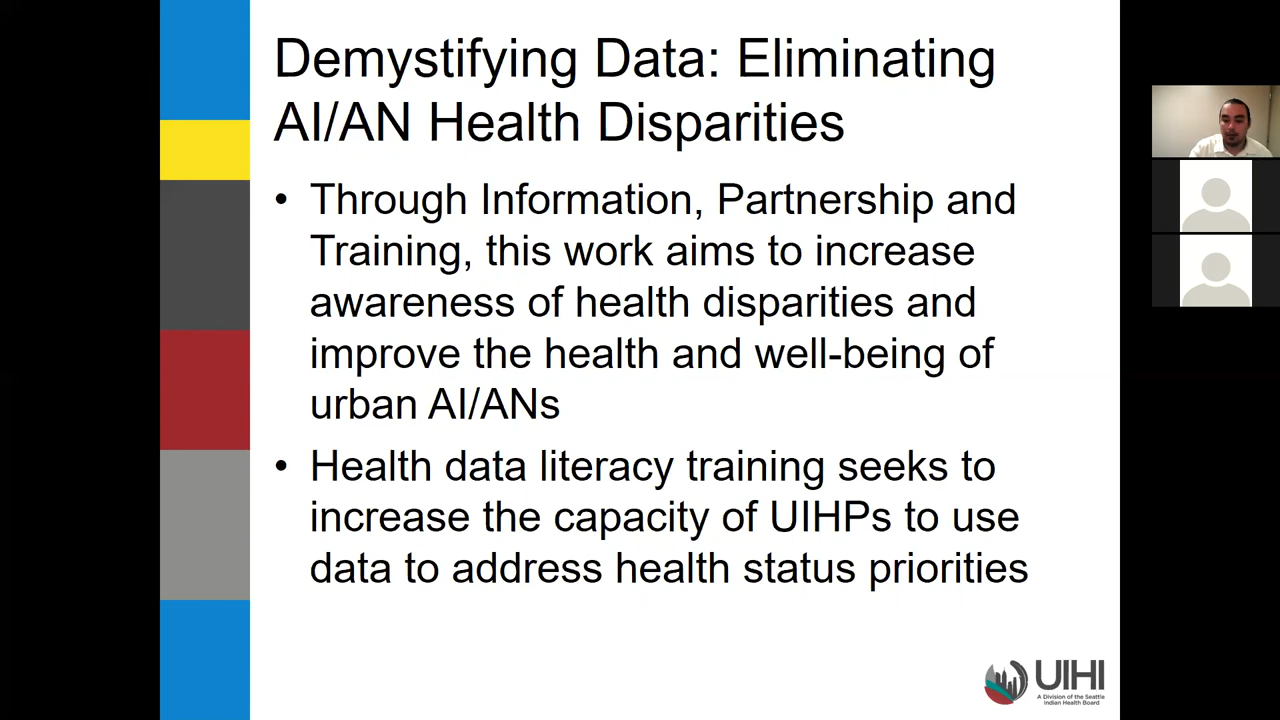 Demystifying Data: Eliminating
AI/AN Health Disparities
• Through Information, Partnership and
Training, this work aims to increase
awareness of health disparities and
improve the health and well-being of
urban AI/ANs
• Health data literacy training seeks to
increase the capacity of UIHPs to use
data to address health status priorities
UIHI
A Division of the Seattle
Indian Health Board